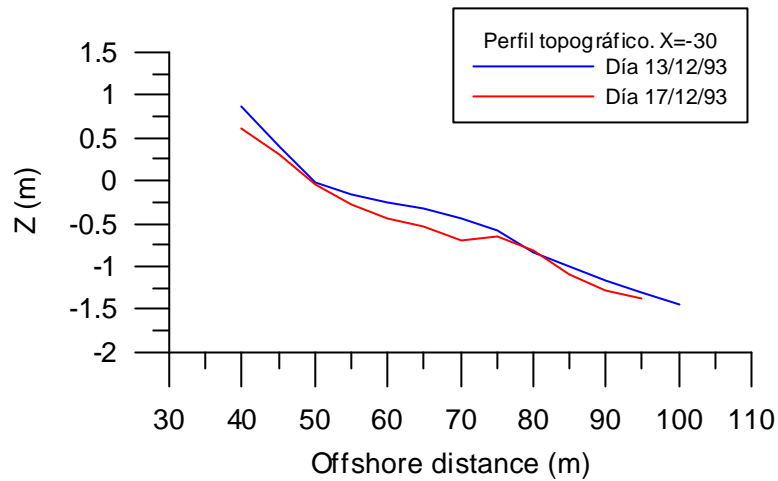 Perfil topográfico. X=-30
Día 13/12/93
Día 17/12/93
1.5
1
0.5
0
-0.5
-1
-1.5
-2
Z (m)
30 40 50 60 70 80 90 100 110
Offshore distance (m)